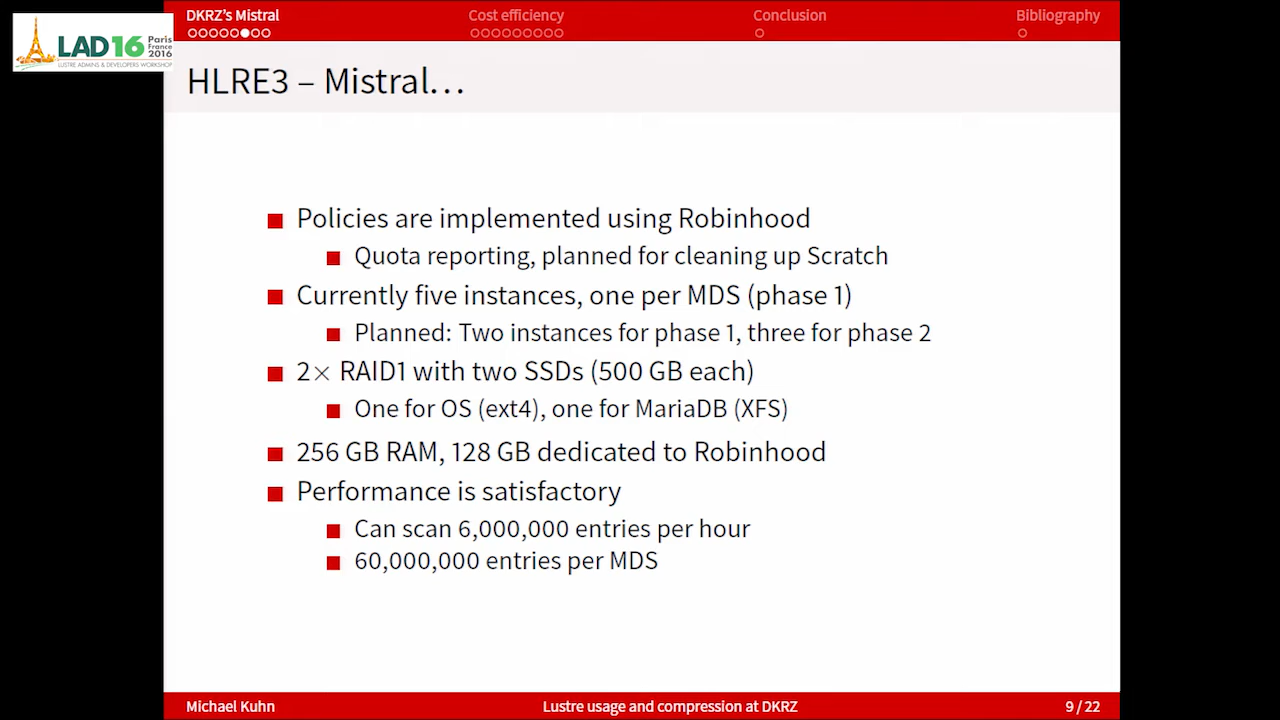 DKRZ's Mistral Cost efficiency Conclusion Bibliography
LAD16 Paris France 2016
LUSTRE ADMINS & DEVELOPERS WORKSHOP
HLRE3 – Mistral…
Policies are implemented using Robinhood
Quota reporting, planned for cleaning up Scratch
Currently five instances, one per MDS (phase 1)
Planned: Two instances for phase 1, three for phase 2
2× RAID1 with two SSDs (500 GB each)
One for OS (ext4), one for MariaDB (XFS)
256 GB RAM, 128 GB dedicated to Robinhood
Performance is satisfactory
Can scan 6,000,000 entries per hour
60,000,000 entries per MDS
Michael Kuhn Lustre usage and compression at DKRZ 9 / 22